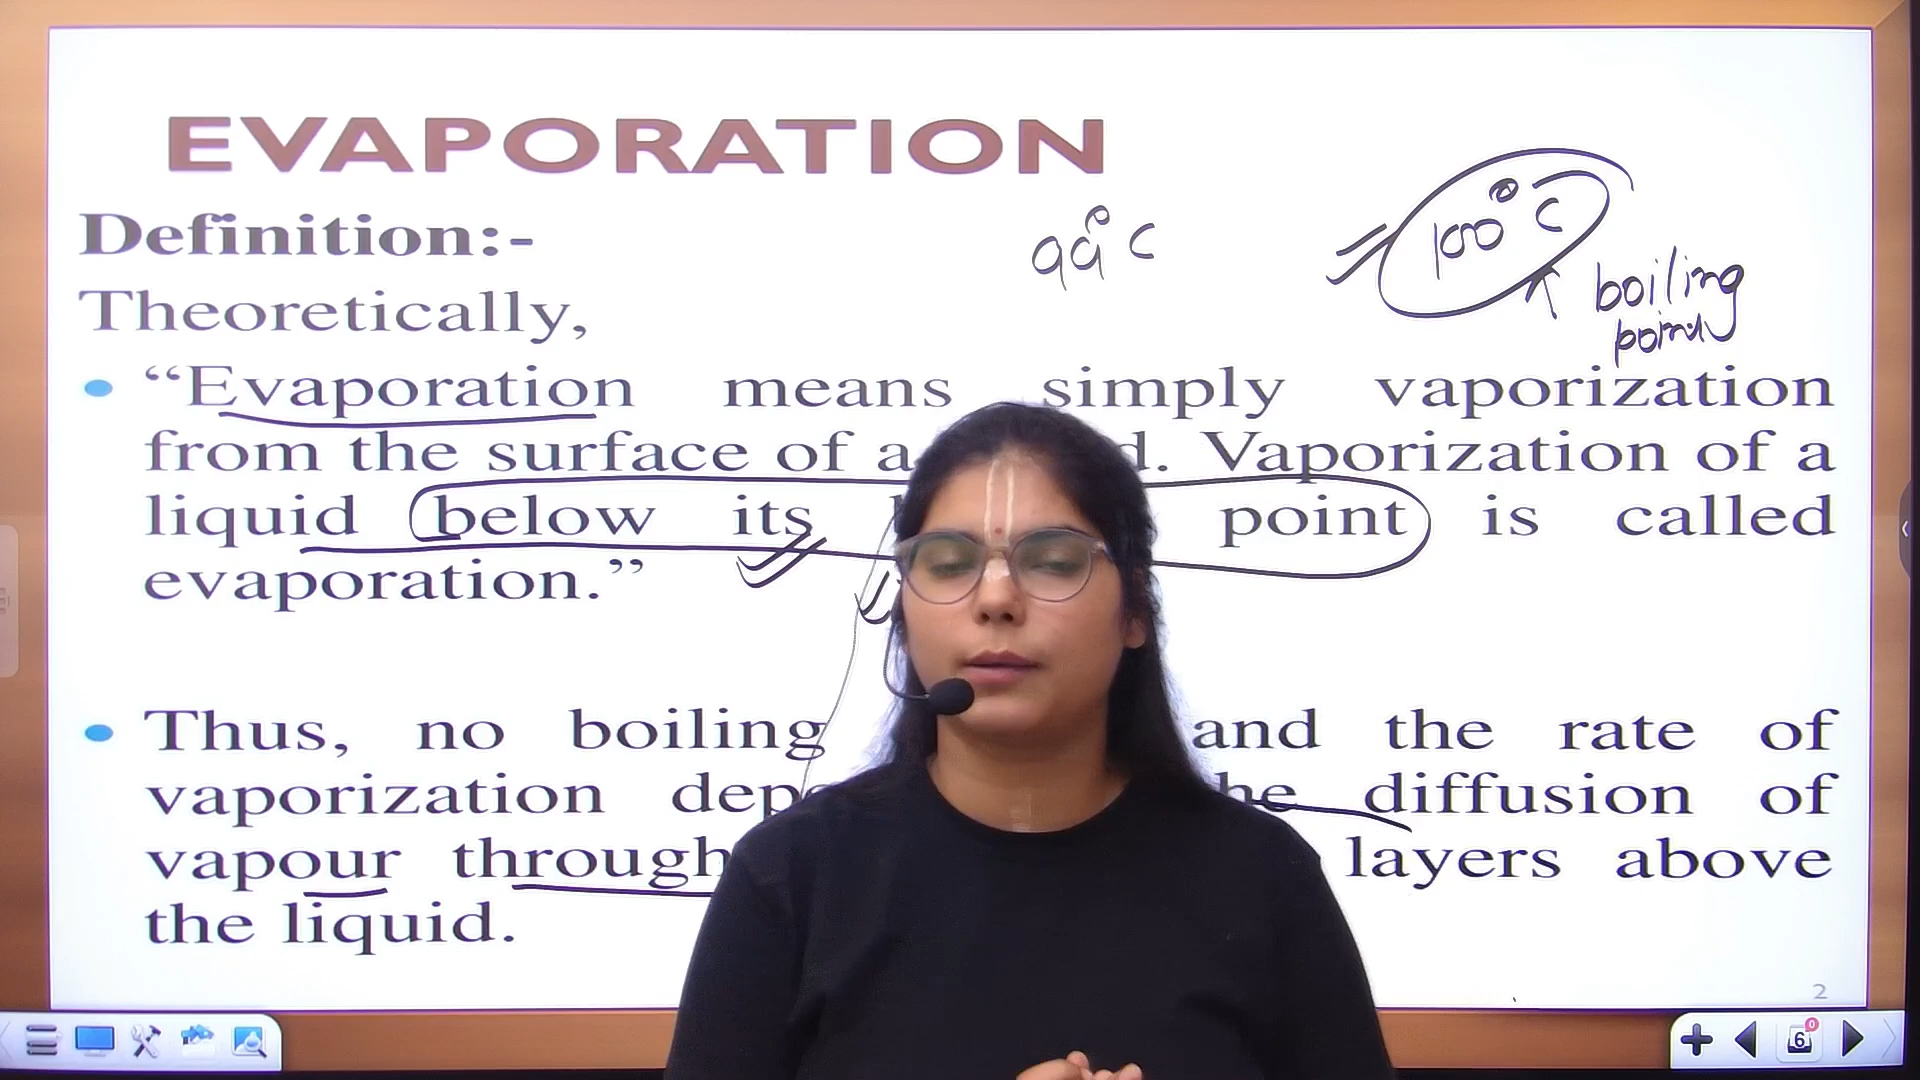 EVAPORATION
Definition:-
99°C
100°C
boiling
point
Theoretically,
• “Evaporation means simply vaporization
from the surface of a d. Vaporization of a
liquid below its point is called
evaporation.”
• Thus, no boiling and the rate of
vaporization dep he diffusion of
vapour through layers above
the liquid.
2
6
0